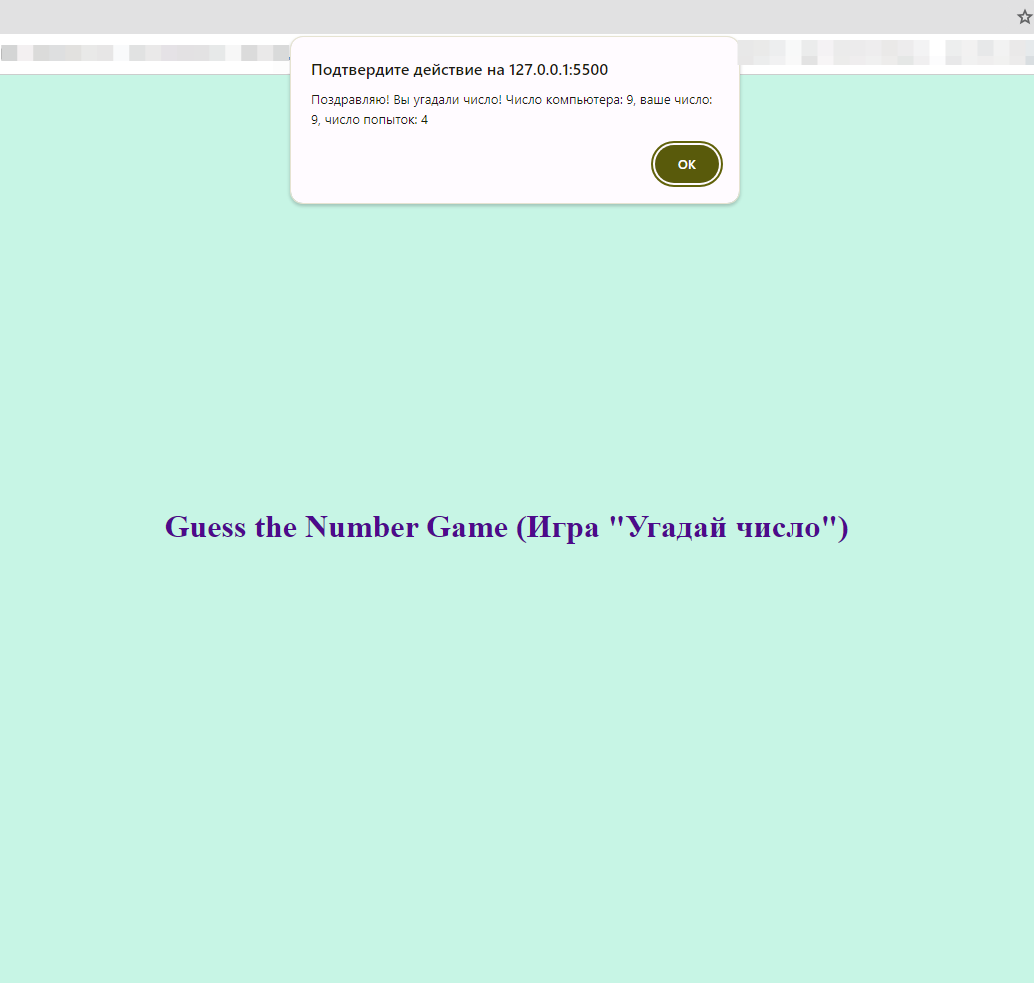 Подтвердите действие на 127.0.0.1:5500
Поздравляю! Вы угадали число! Число компьютера: 9, ваше число:
9, число попыток: 4
ОК
Guess the Number Game (Игра "Угадай число")